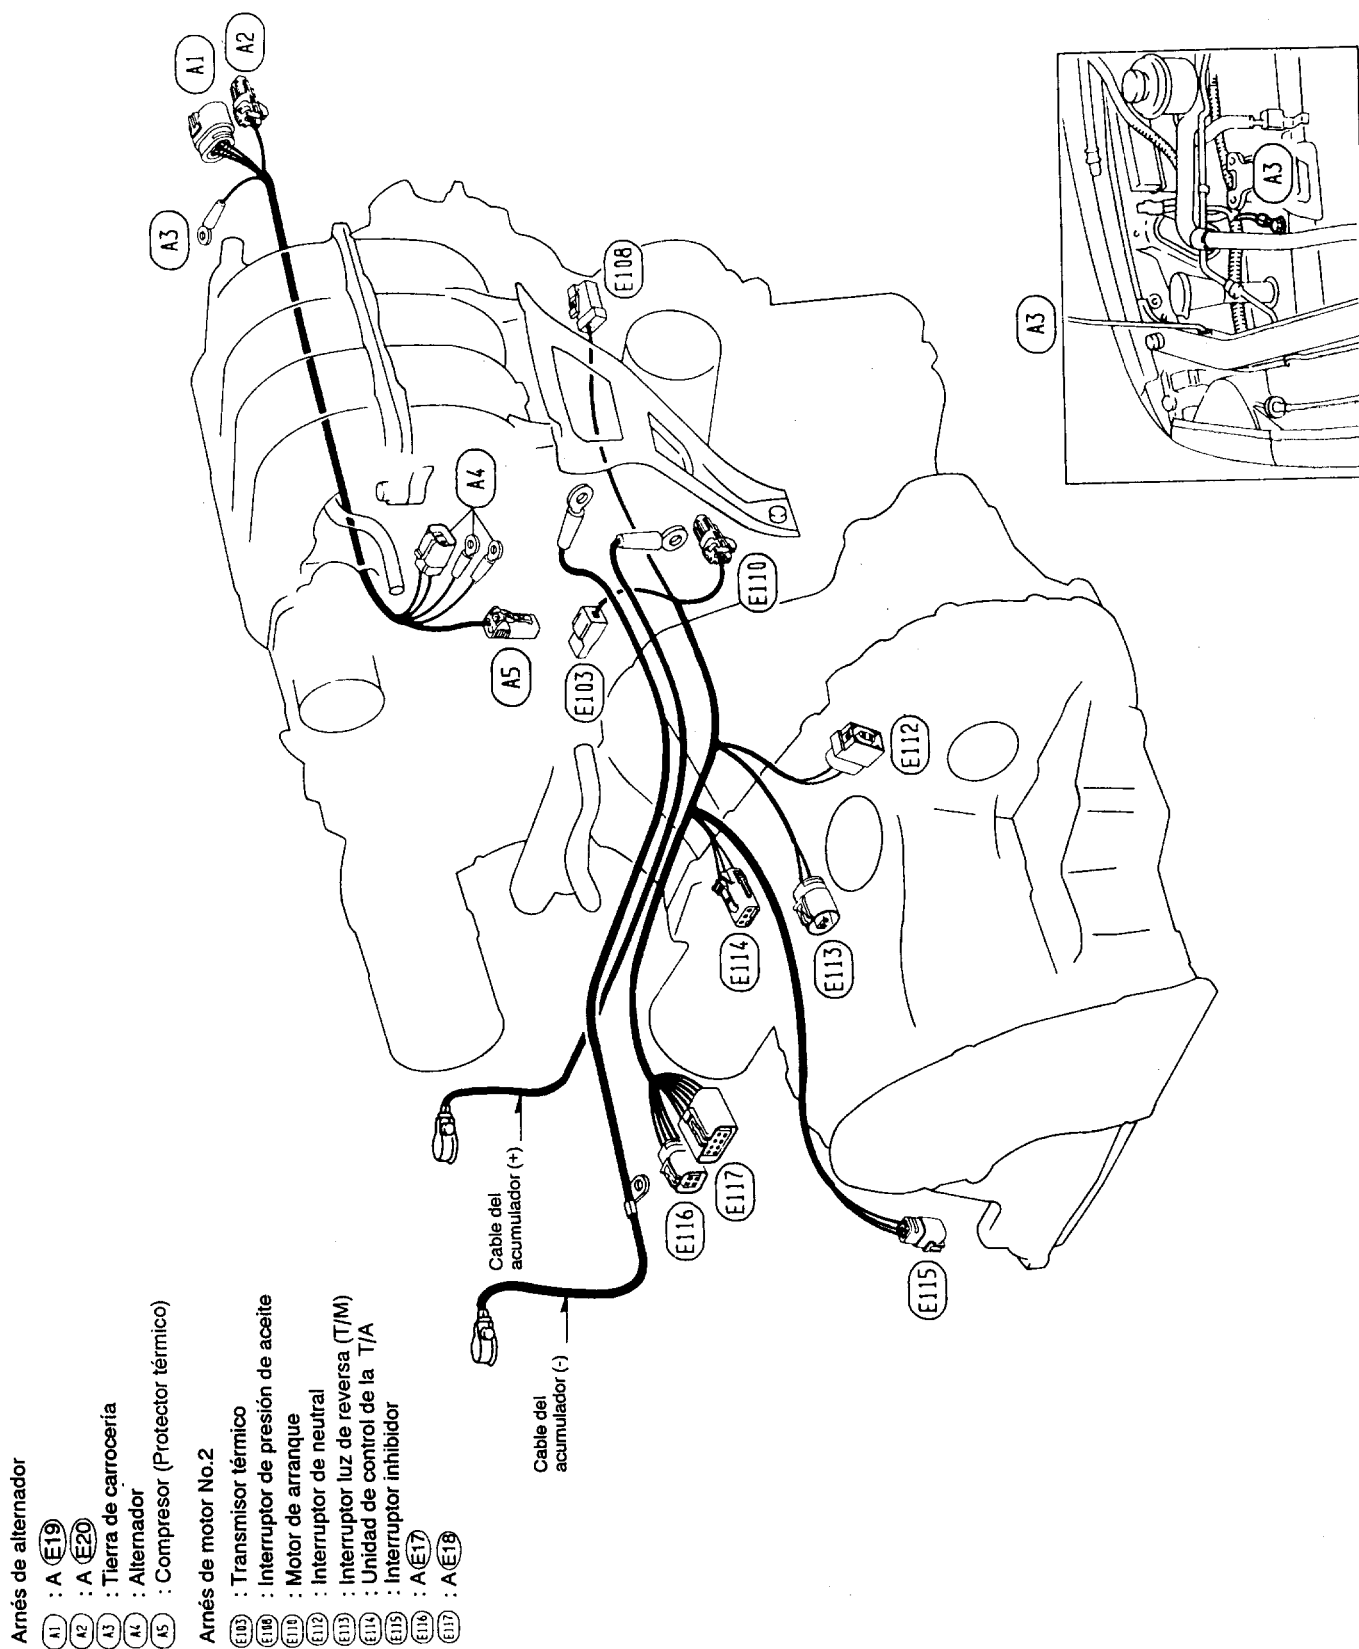 Arnés de alternador
A1 : A E19
A2 : A E20
A3 : Tierra de carrocería
A4 : Alternador
A5 : Compresor (Protector térmico)
Arnés de motor No.2
E103 : Transmisor térmico
E108 : Interruptor de presión de aceite
E110 : Motor de arranque
E112 : Interruptor de neutral
E113 : Interruptor luz de reversa (T/M)
E114 : Unidad de control de la T/A
E115 : Interruptor inhibidor
E116 : A E17
E117 : A E18
Cable del
acumulador (-)
Cable del
acumulador (+)
A1
A2
A3
A4
A5
E103
E108
E110
E112
E113
E114
E115
E116
E117
A3
A3